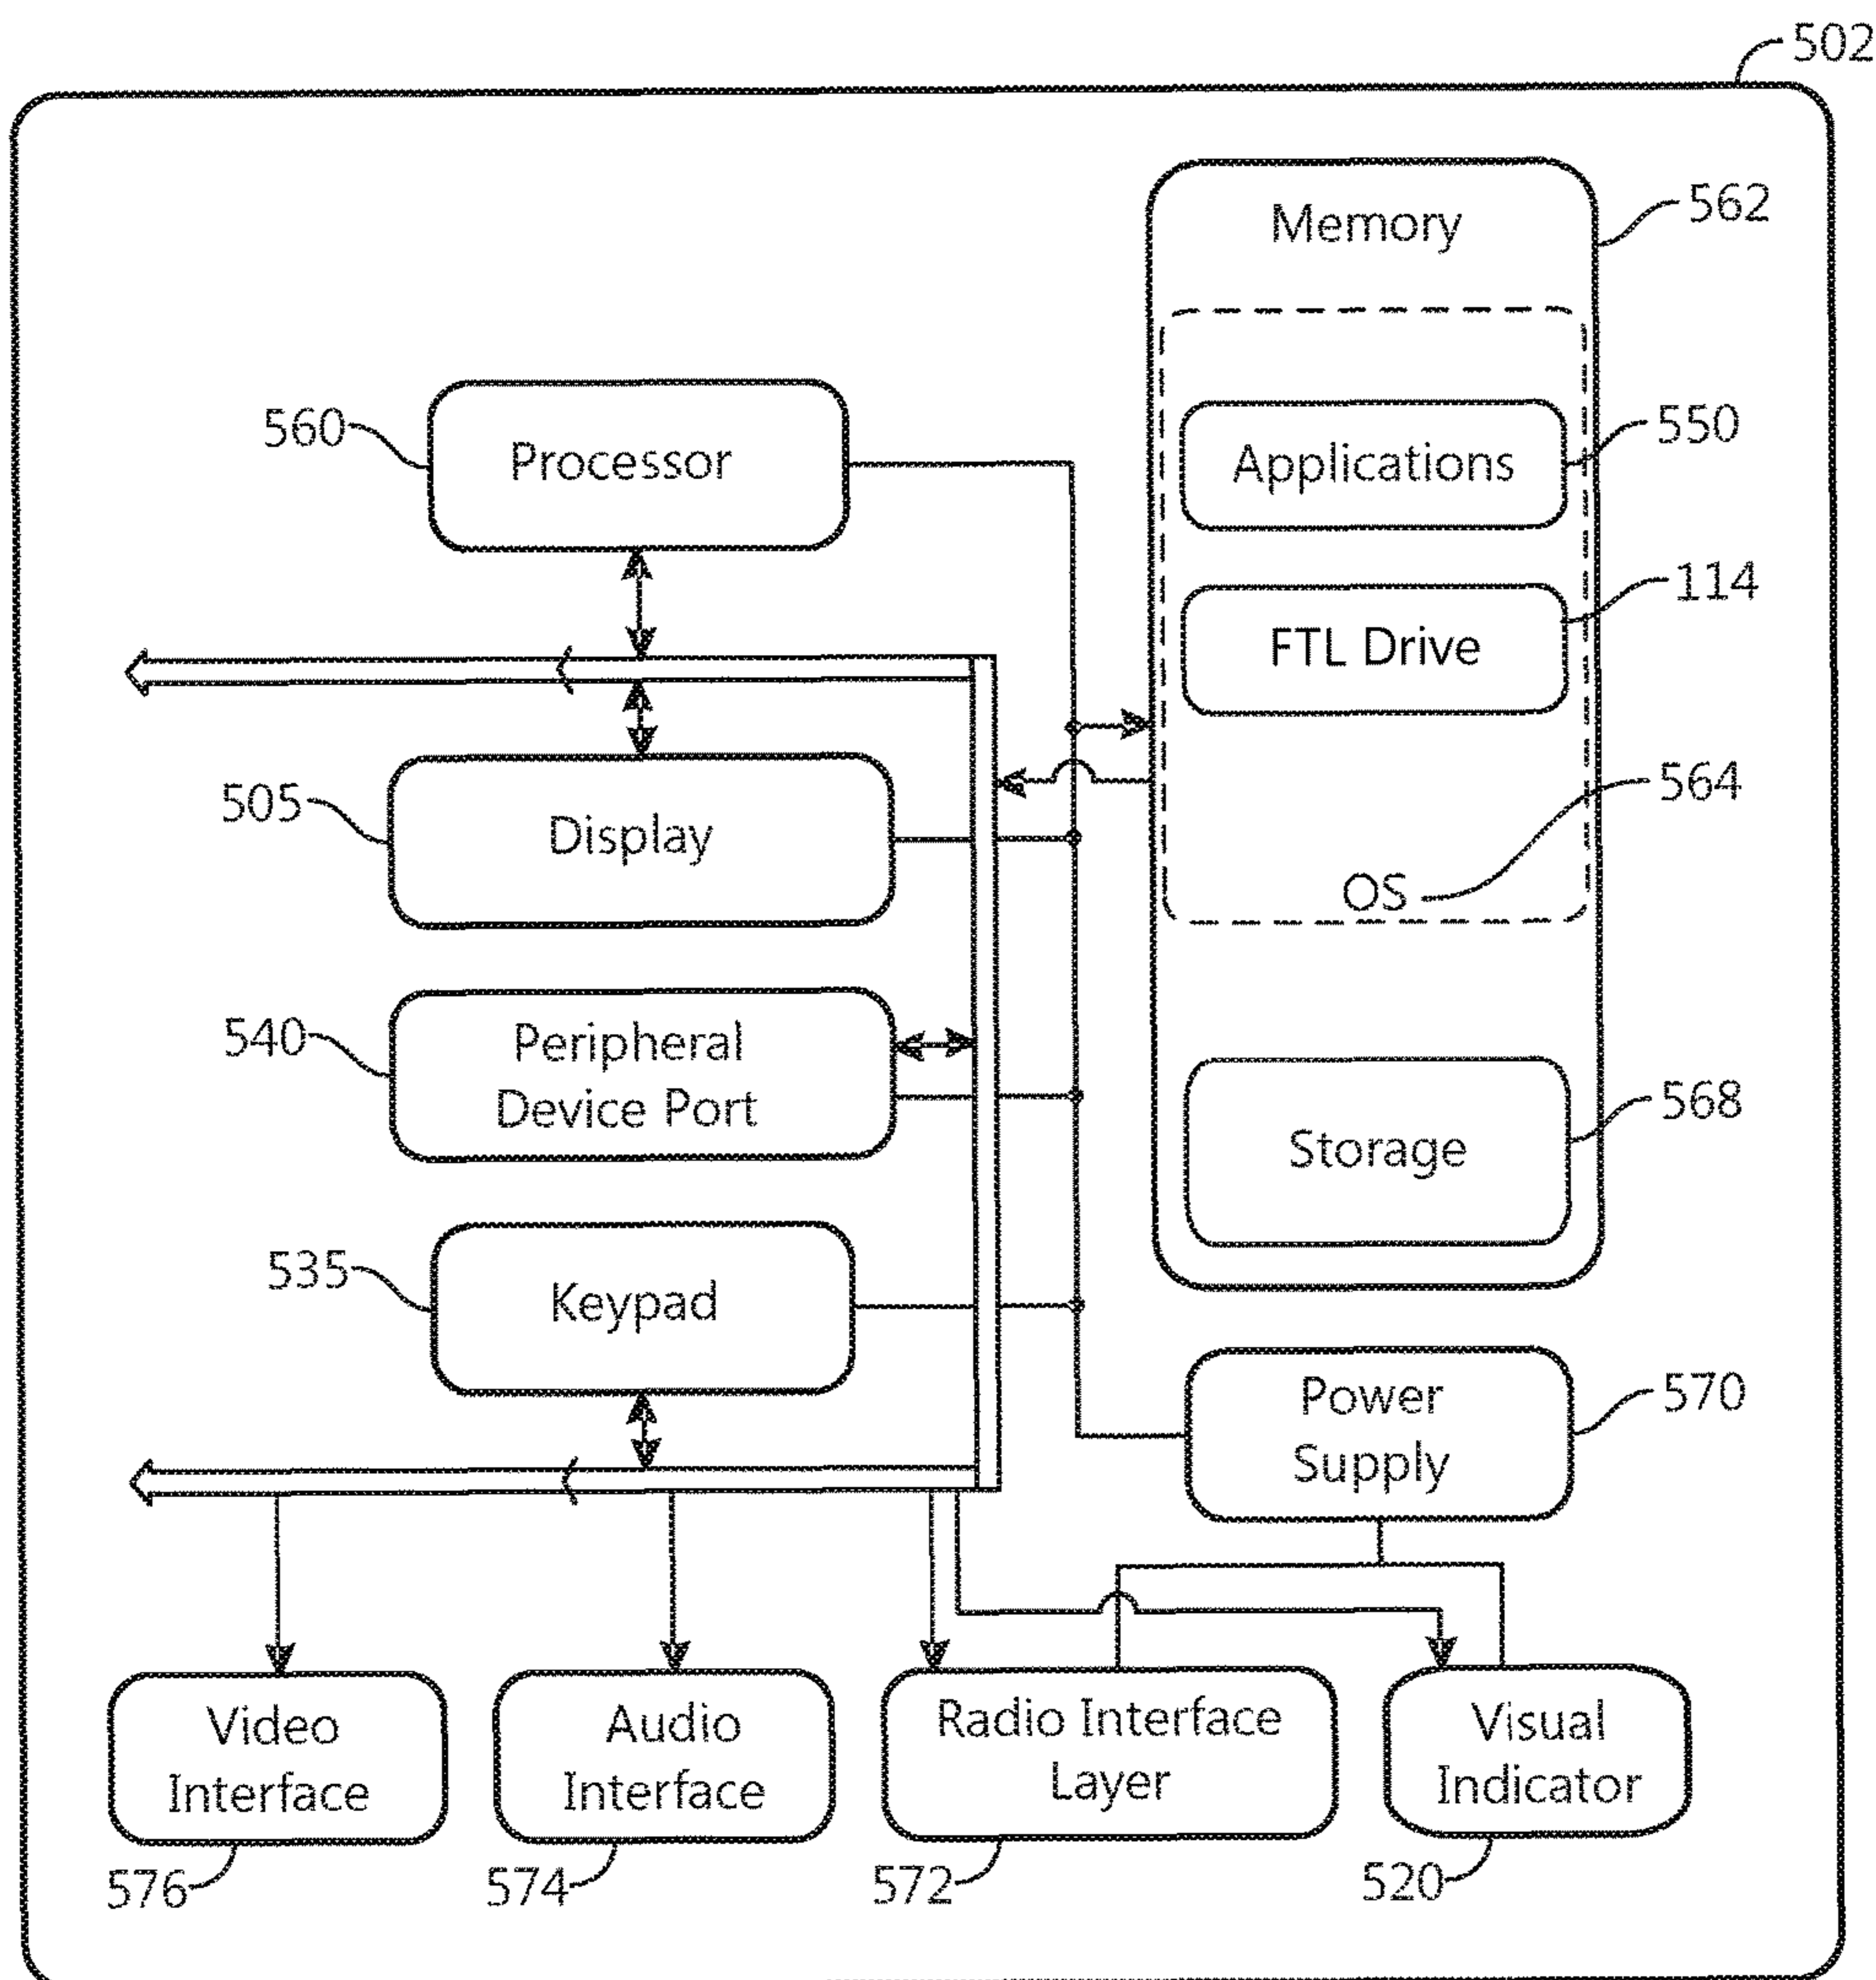 502
Memory
562
560
Processor
Applications
550
FTL Drive
114
505
Display
564
OS
540
Peripheral
Device Port
Storage
568
535
Keypad
Power
Supply
570
Video
Interface
Audio
Interface
Radio Interface
Layer
Visual
Indicator
576
574
572
520